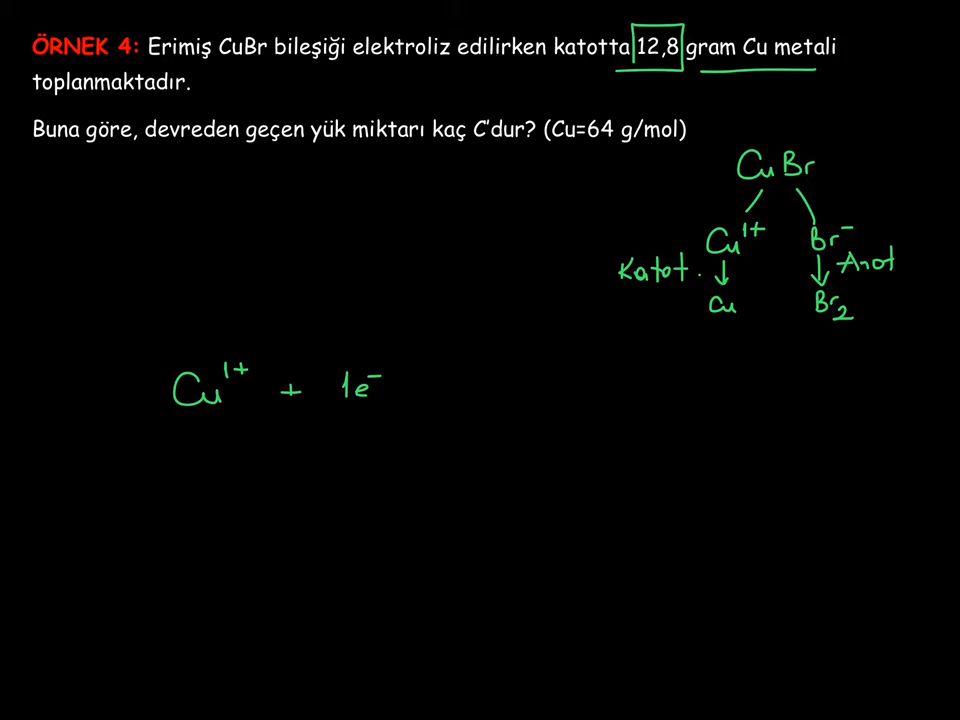 ÖRNEK 4: Erimiş CuBr bileşiği elektroliz edilirken katotta 12,8 gram Cu metali
toplanmaktadır.
Buna göre, devreden geçen yük miktarı kaç C'dur? (Cu=64 g/mol)
CuBr
Cu¹⁺ Br⁻
Katot. ↓ ↓ Anot
Cu Br₂
Cu¹⁺ + 1e⁻